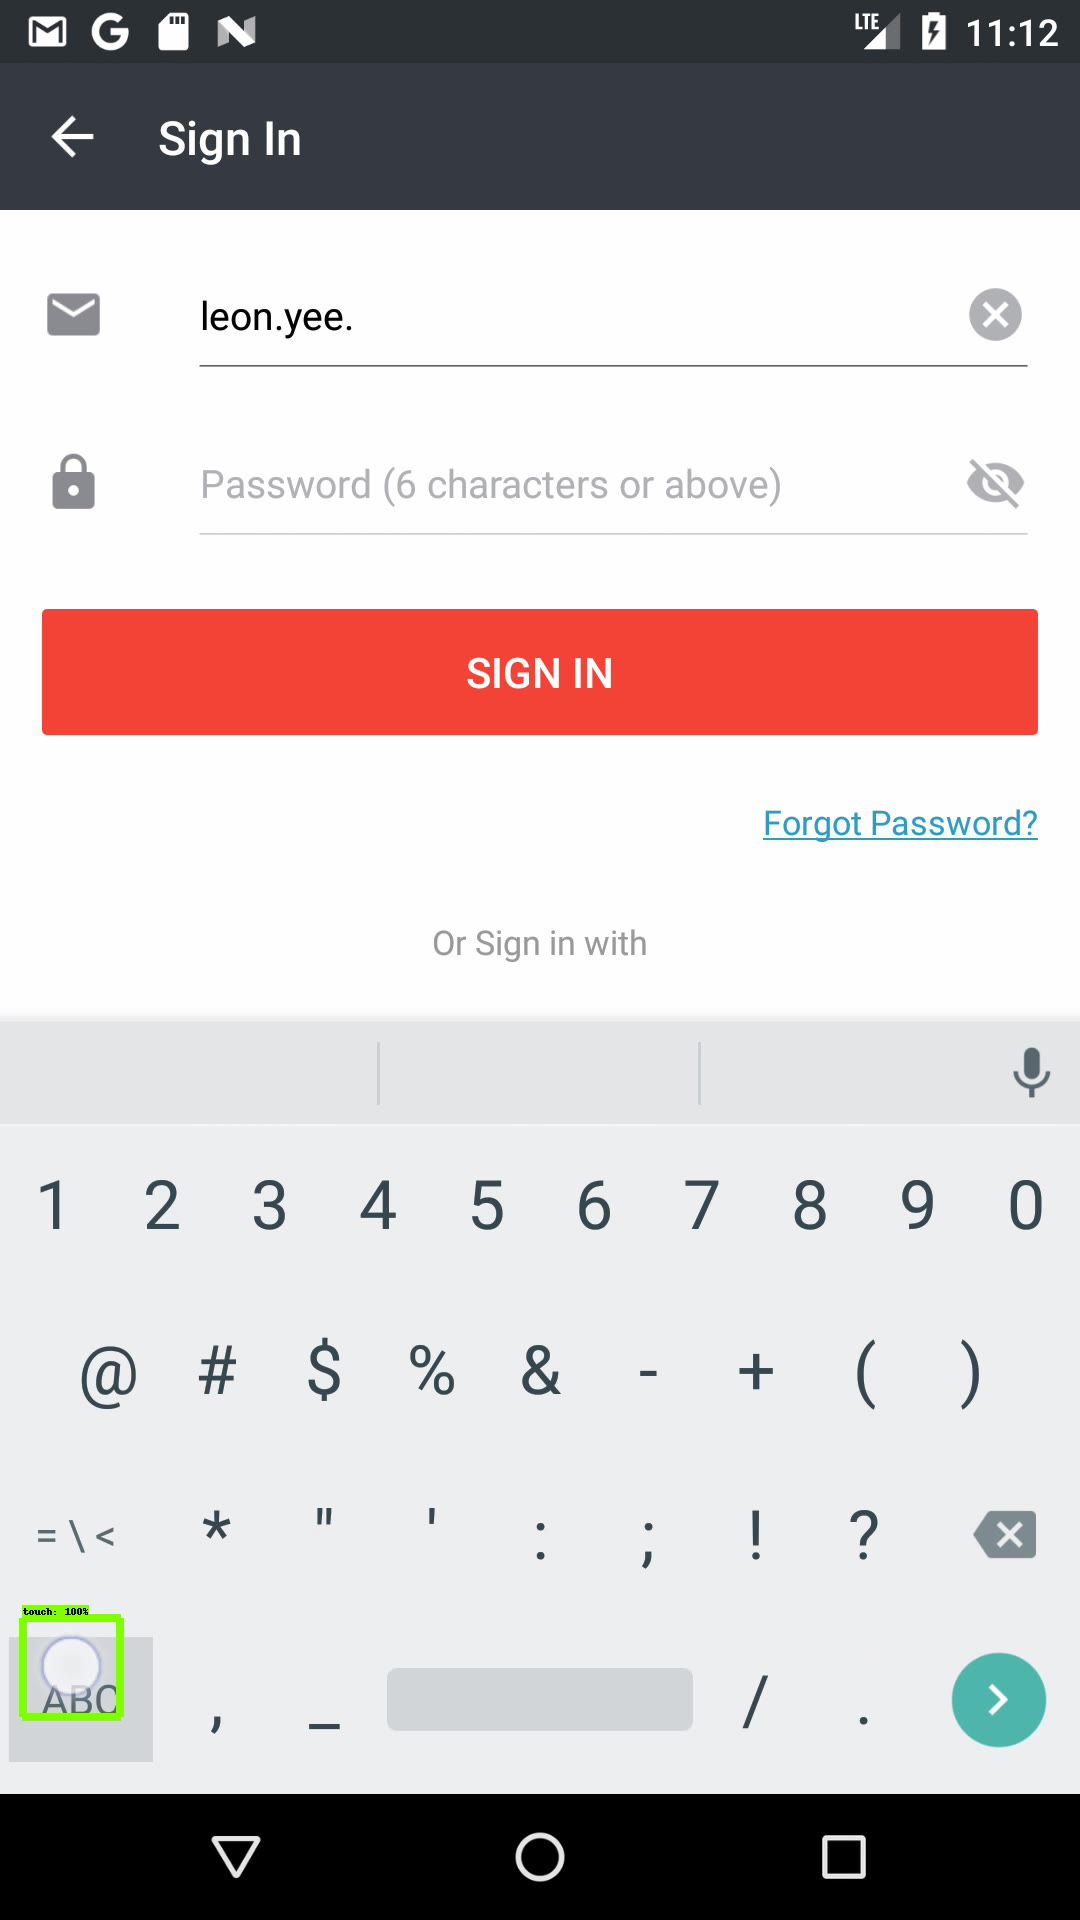 LTE 11:12
Sign In
leon.yee.
Password (6 characters or above)
SIGN IN
Forgot Password?
Or Sign in with
1 2 3 4 5 6 7 8 9 0
@ # $ % & - + ( )
= \ < * " ' : ; ! ?
touch: 100%
ABC , _ / .